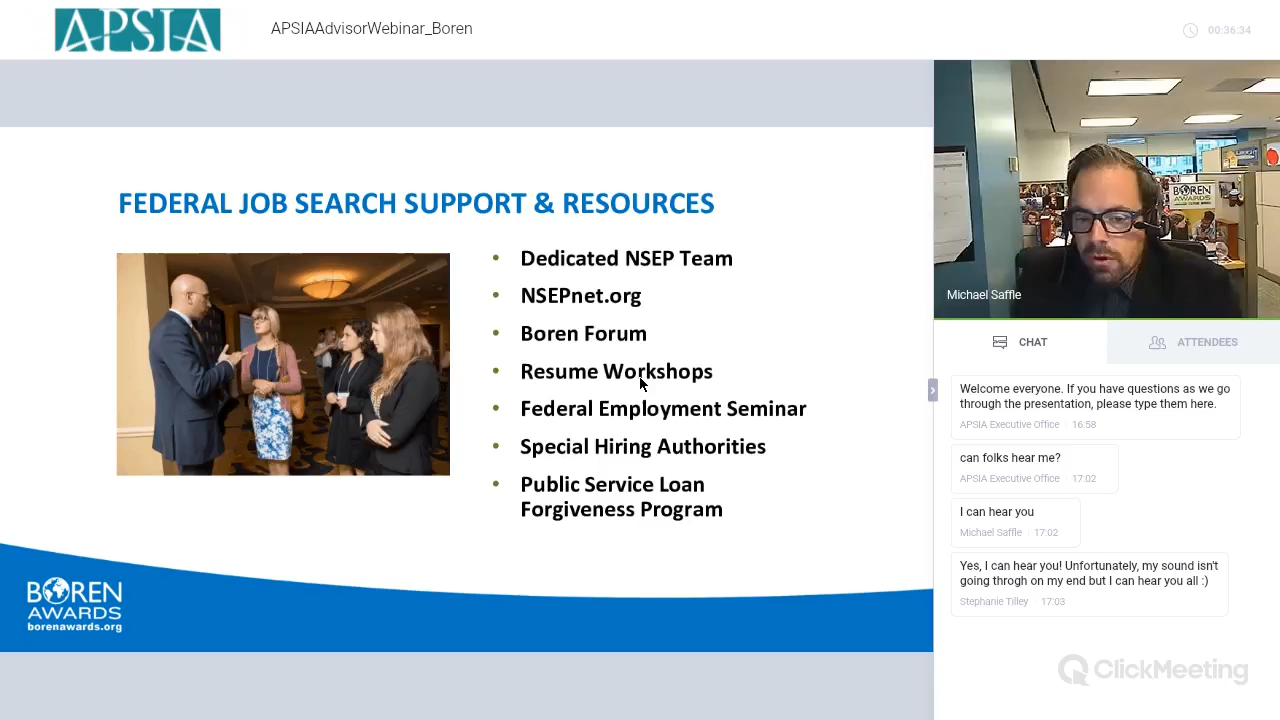 APSIA
APSIAAdvisorWebinar_Boren
00:36:34
FEDERAL JOB SEARCH SUPPORT & RESOURCES
• Dedicated NSEP Team
• NSEPnet.org
• Boren Forum
• Resume Workshops
• Federal Employment Seminar
• Special Hiring Authorities
• Public Service Loan
Forgiveness Program
BOREN
AWARDS
borenawards.org
BOREN
AWARDS
Michael Saffle
CHAT
ATTENDEES
Welcome everyone. If you have questions as we go
through the presentation, please type them here.
APSIA Executive Office 16:58
can folks hear me?
APSIA Executive Office 17:02
I can hear you
Michael Saffle 17:02
Yes, I can hear you! Unfortunately, my sound isn't
going throgh on my end but I can hear you all :)
Stephanie Tilley 17:03
ClickMeeting